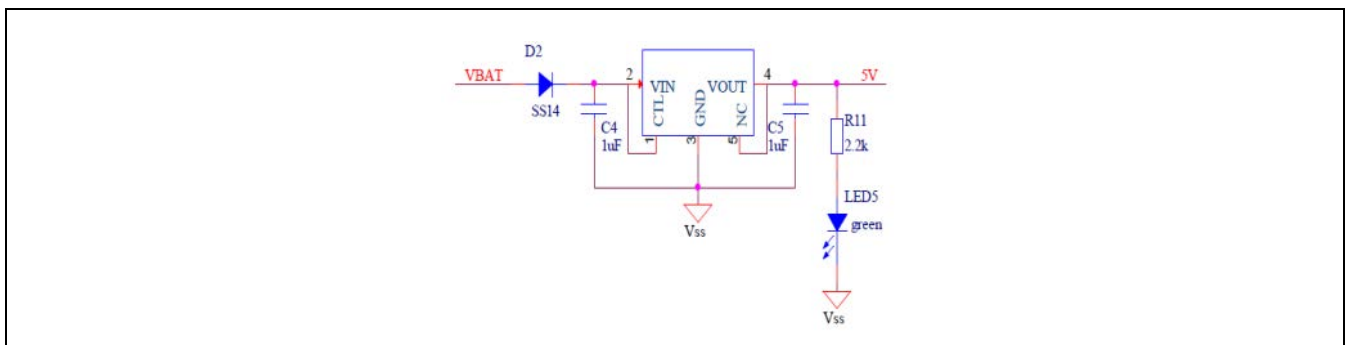 D2
VBAT
SS14
2
VIN
VOUT
4
5V
CTL
GND
NC
1
3
5
C4
1uF
C5
1uF
R11
2.2k
LED5
green
Vss
Vss